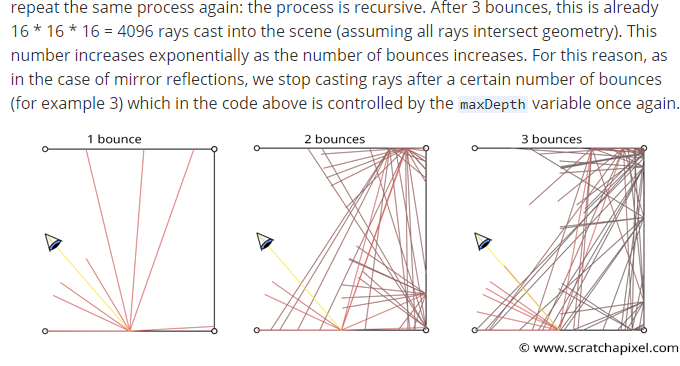 repeat the same process again: the process is recursive. After 3 bounces, this is already
16 * 16 * 16 = 4096 rays cast into the scene (assuming all rays intersect geometry). This
number increases exponentially as the number of bounces increases. For this reason, as
in the case of mirror reflections, we stop casting rays after a certain number of bounces
(for example 3) which in the code above is controlled by the maxDepth variable once again.
1 bounce
2 bounces
3 bounces
© www.scratchapixel.com